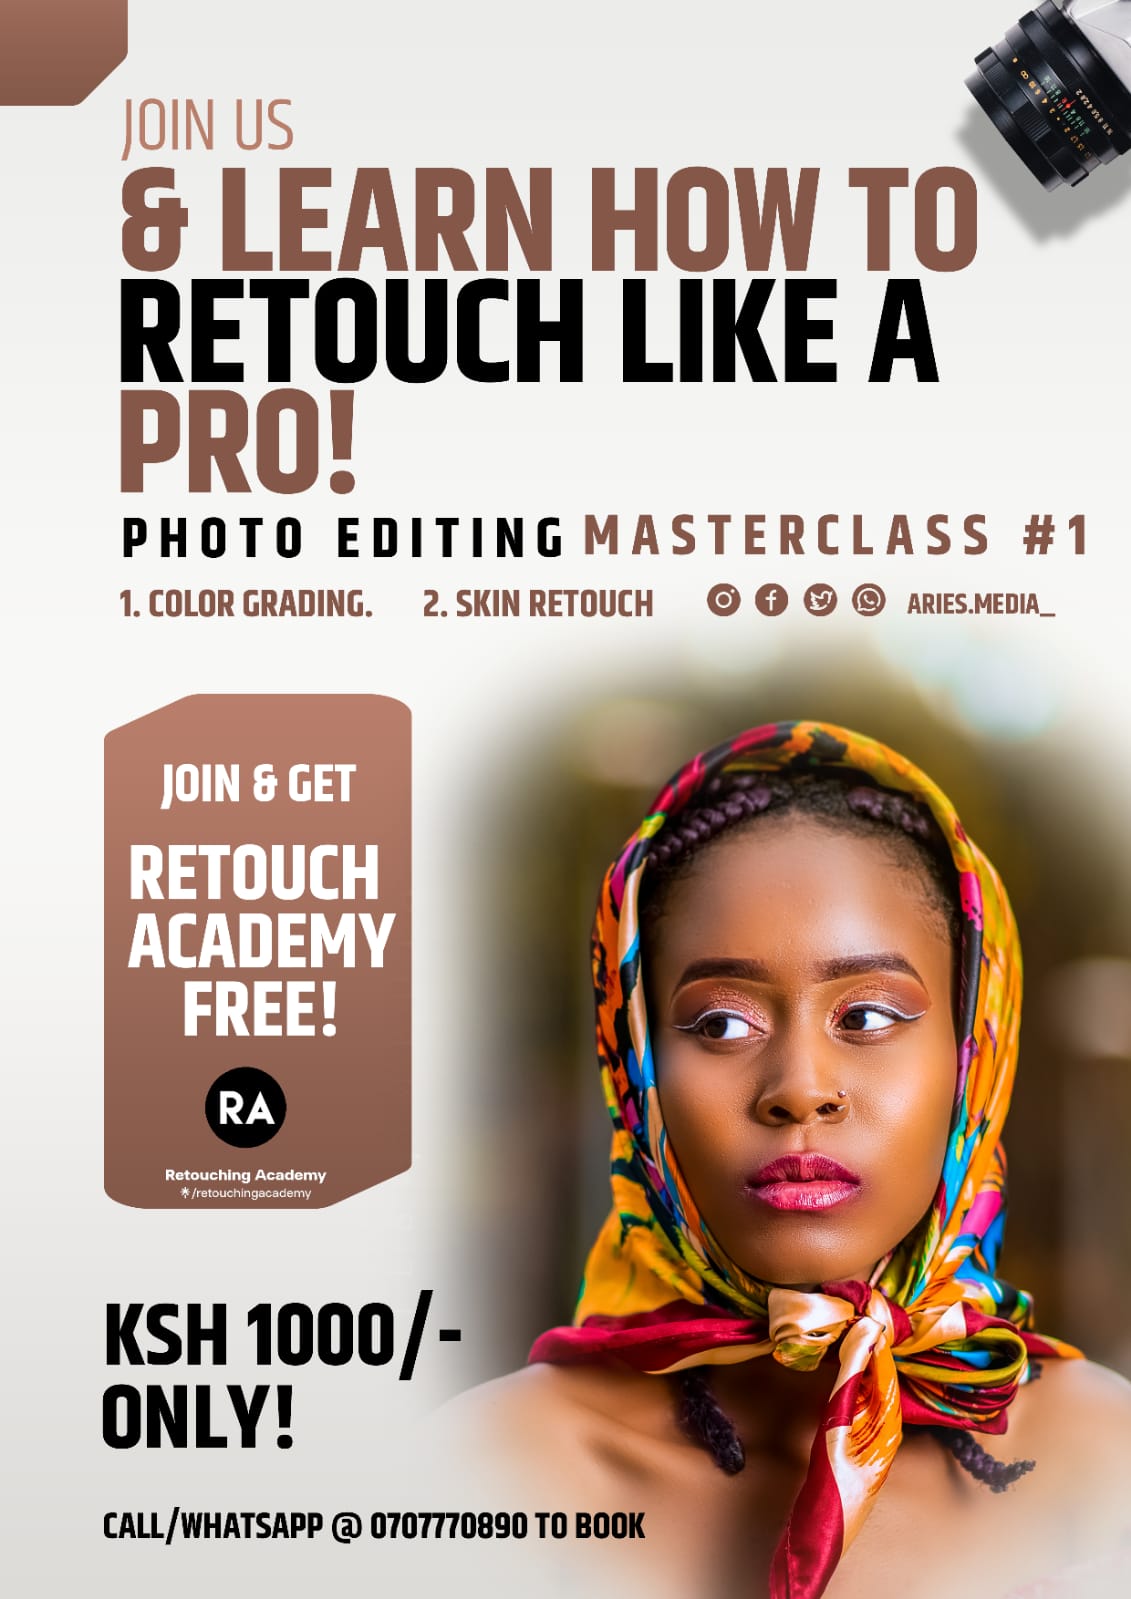 JOIN US
& LEARN HOW TO
RETOUCH LIKE A
PRO!
PHOTO EDITING MASTERCLASS #1
1. COLOR GRADING. 2. SKIN RETOUCH ARIES.MEDIA_
JOIN & GET
RETOUCH
ACADEMY
FREE!
RA
Retouching Academy
/retouchingacademy
KSH 1000/-
ONLY!
CALL/WHATSAPP @ 0707770890 TO BOOK